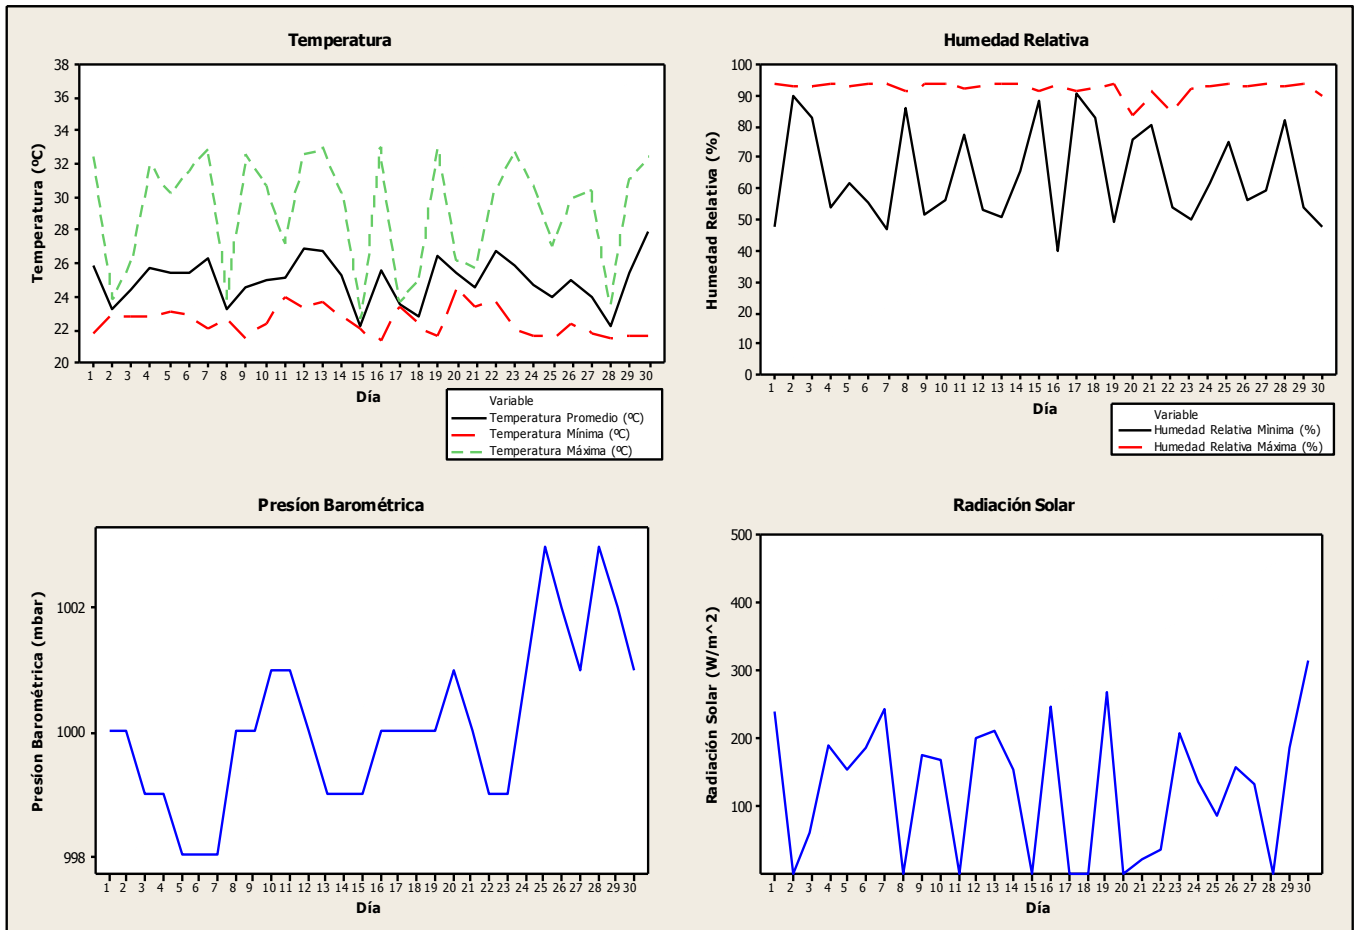 Temperatura
38
36
34
32
30
28
26
24
22
20
Temperatura (ºC)
1 2 3 4 5 6 7 8 9 10 11 12 13 14 15 16 17 18 19 20 21 22 23 24 25 26 27 28 29 30
Día
Variable
Temperatura Promedio (ºC)
Temperatura Mínima (ºC)
Temperatura Máxima (ºC)
Humedad Relativa
100
90
80
70
60
50
40
30
20
10
0
Humedad Relativa (%)
1 2 3 4 5 6 7 8 9 10 11 12 13 14 15 16 17 18 19 20 21 22 23 24 25 26 27 28 29 30
Día
Variable
Humedad Relativa Mìnima (%)
Humedad Relativa Máxima (%)
Presíon Barométrica
1002
1000
998
Presíon Barométrica (mbar)
1 2 3 4 5 6 7 8 9 10 11 12 13 14 15 16 17 18 19 20 21 22 23 24 25 26 27 28 29 30
Día
Radiación Solar
500
400
300
200
100
Radiación Solar (W/m^2)
1 2 3 4 5 6 7 8 9 10 11 12 13 14 15 16 17 18 19 20 21 22 23 24 25 26 27 28 29 30
Día